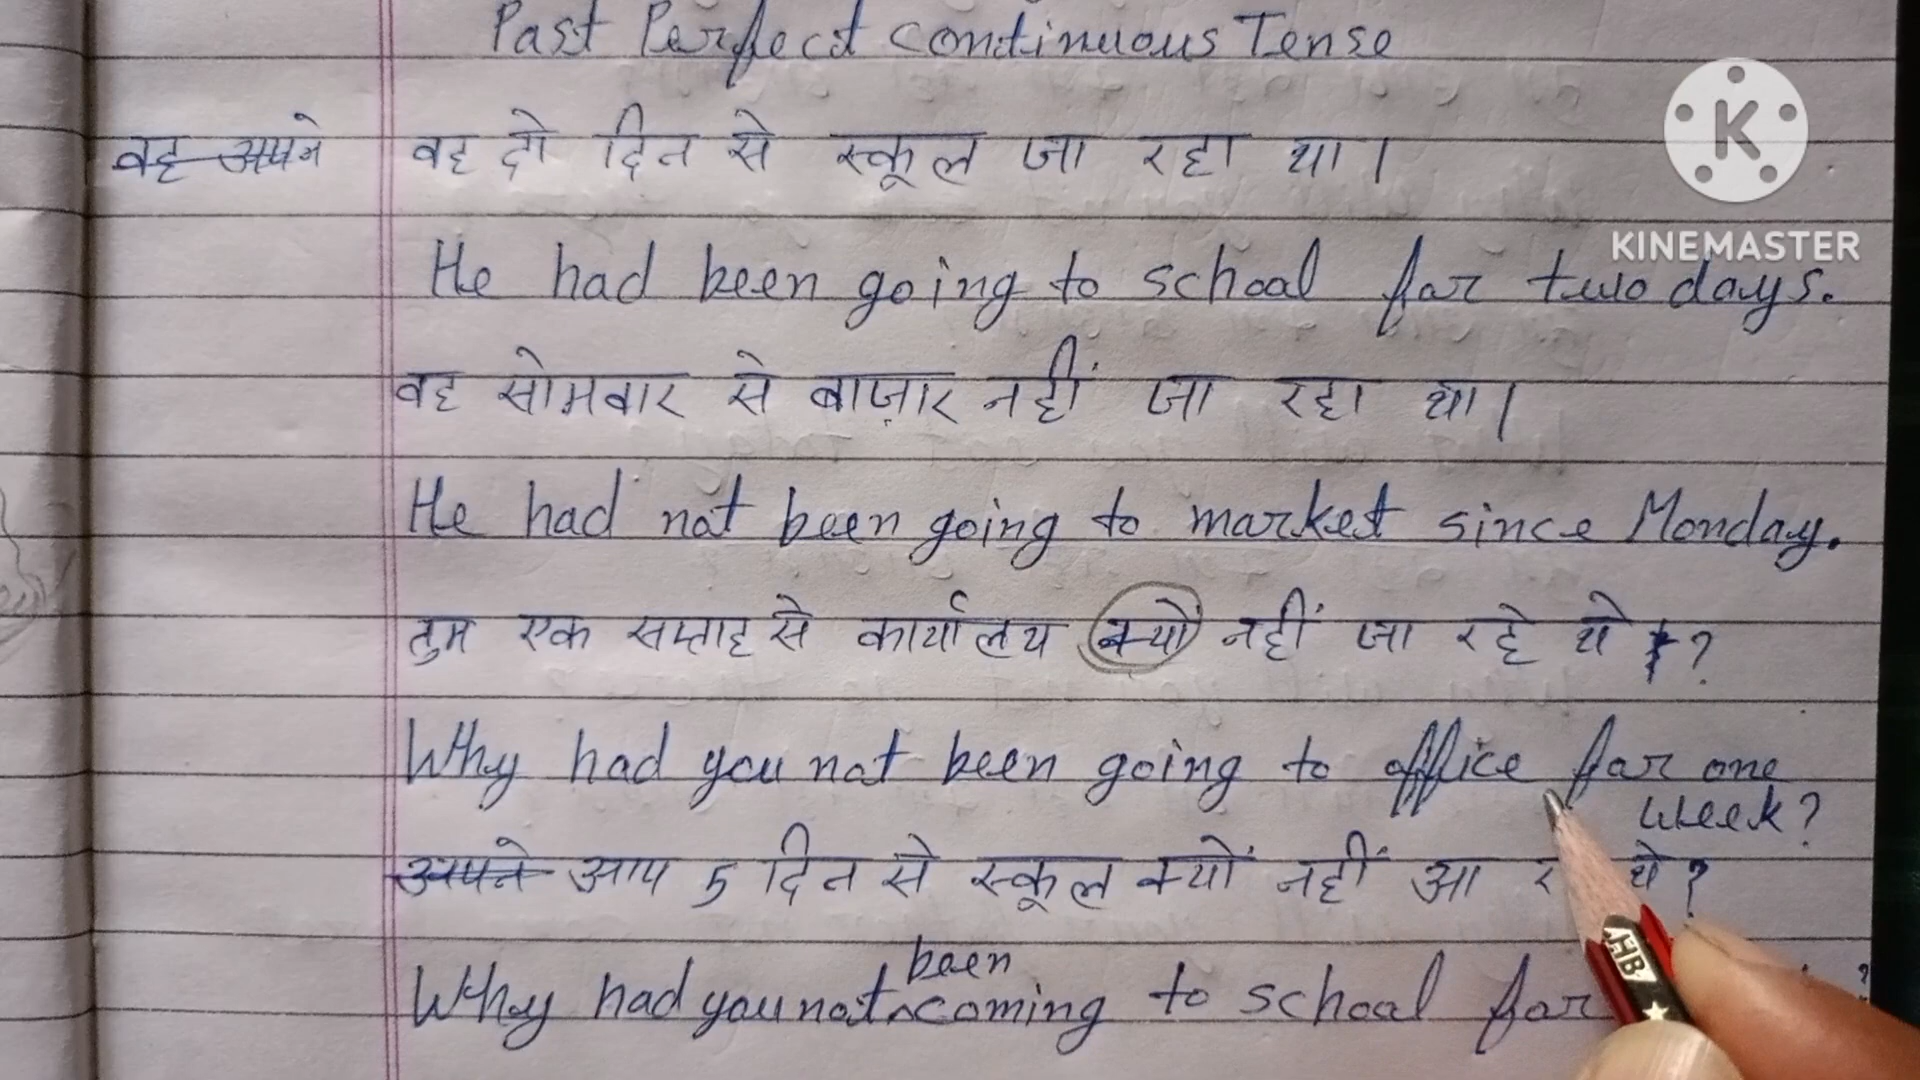 Past Perfect Continuous Tense
वह अपने वह दो दिन से स्कूल जा रहा था।
KINEMASTER
He had been going to school for two days.
वह सोमवार से बाज़ार नहीं जा रहा था।
He had not been going to market since Monday.
तुम एक सप्ताह से कार्यालय क्यों नहीं जा रहे थे ?
Why had you not been going to office for one
week?
अपने आप 5 दिन से स्कूल क्यों नहीं आ र थे ?
been
Why had you not coming to school for
HB